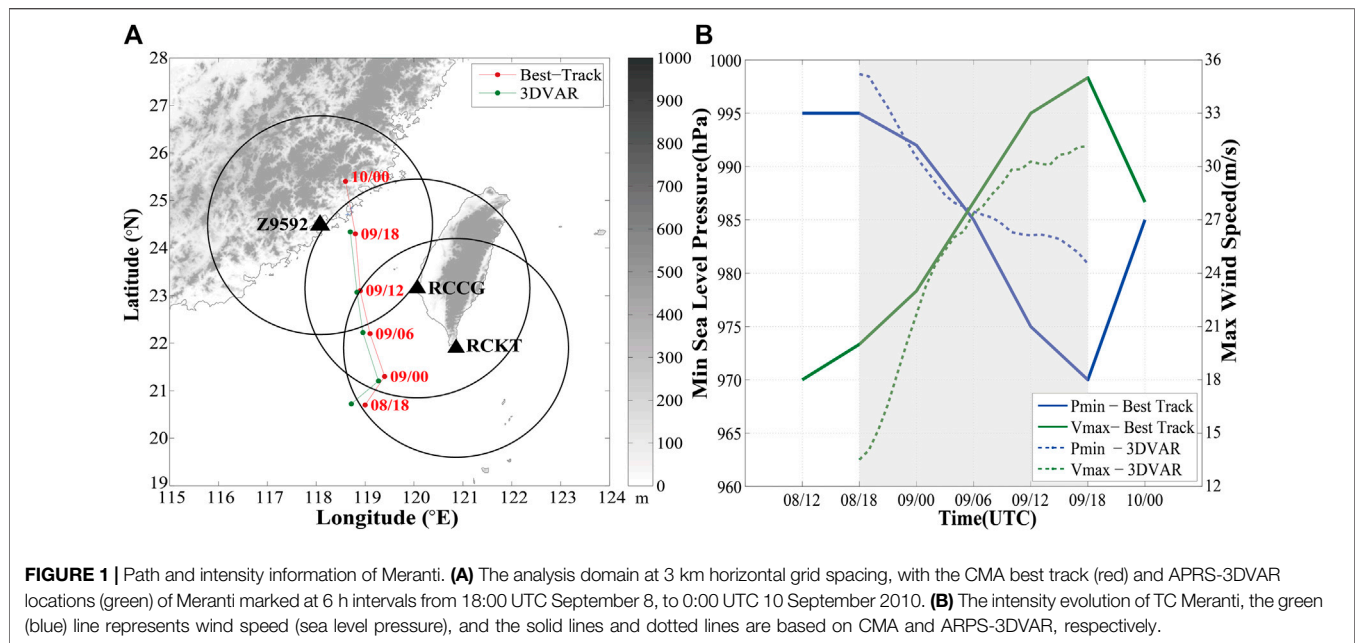 A
B
28
27
26
25
24
23
22
21
20
19
Latitude (°N)
115 116 117 118 119 120 121 122 123 124
Longitude (°E)
Best−Track
3DVAR
10/00
Z9592
09/18
09/12
RCCG
09/06
RCKT
09/00
08/18
1000
900
800
700
600
500
400
300
200
100
0
m
1000
995
990
985
980
975
970
965
960
Min Sea Level Pressure(hPa)
36
33
30
27
24
21
18
15
12
Max Wind Speed(m/s)
Pmin − Best Track
Vmax− Best Track
Pmin − 3DVAR
Vmax − 3DVAR
08/12 08/18 09/00 09/06 09/12 09/18 10/00
Time(UTC)
FIGURE 1 | Path and intensity information of Meranti. (A) The analysis domain at 3 km horizontal grid spacing, with the CMA best track (red) and APRS-3DVAR
locations (green) of Meranti marked at 6 h intervals from 18:00 UTC September 8, to 0:00 UTC 10 September 2010. (B) The intensity evolution of TC Meranti, the green
(blue) line represents wind speed (sea level pressure), and the solid lines and dotted lines are based on CMA and ARPS-3DVAR, respectively.